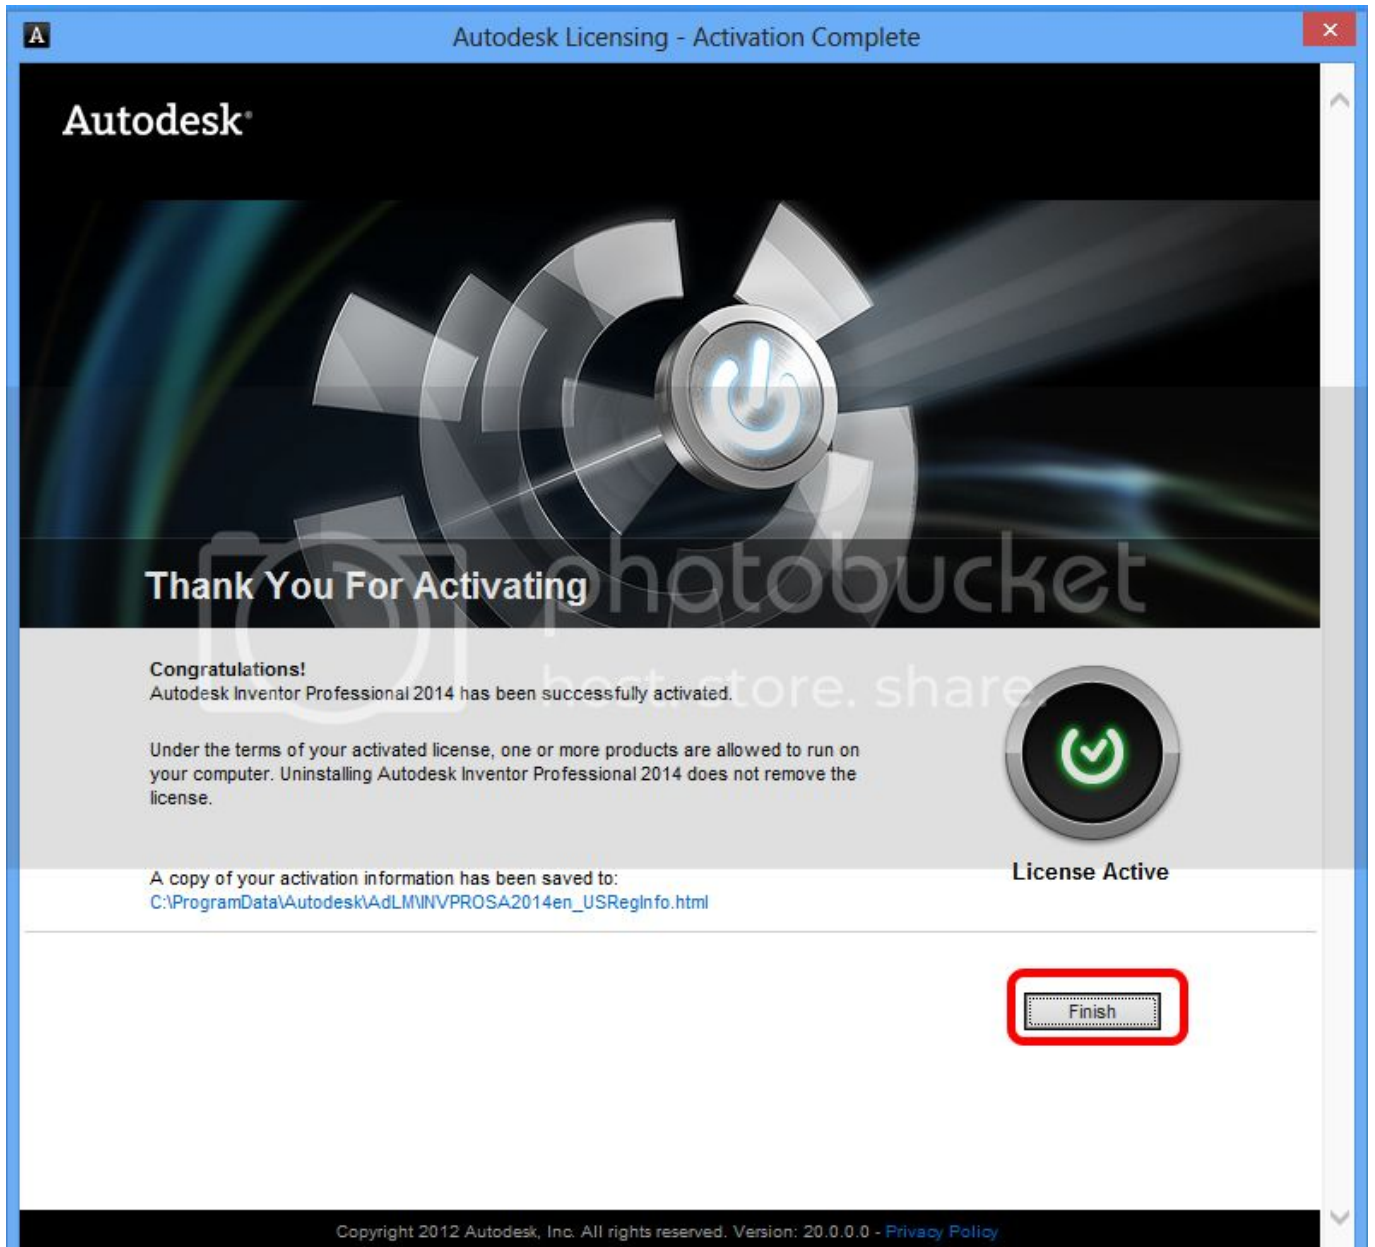 A
Autodesk Licensing - Activation Complete
Autodesk®
photobucket
Thank You For Activating
host. store. share.
Congratulations!
Autodesk Inventor Professional 2014 has been successfully activated.
Under the terms of your activated license, one or more products are allowed to run on
your computer. Uninstalling Autodesk Inventor Professional 2014 does not remove the
license.
License Active
A copy of your activation information has been saved to:
C:\ProgramData\Autodesk\AdLM\INVPROSA2014en_USRegInfo.html
Finish
Copyright 2012 Autodesk, Inc. All rights reserved. Version: 20.0.0.0 - Privacy Policy